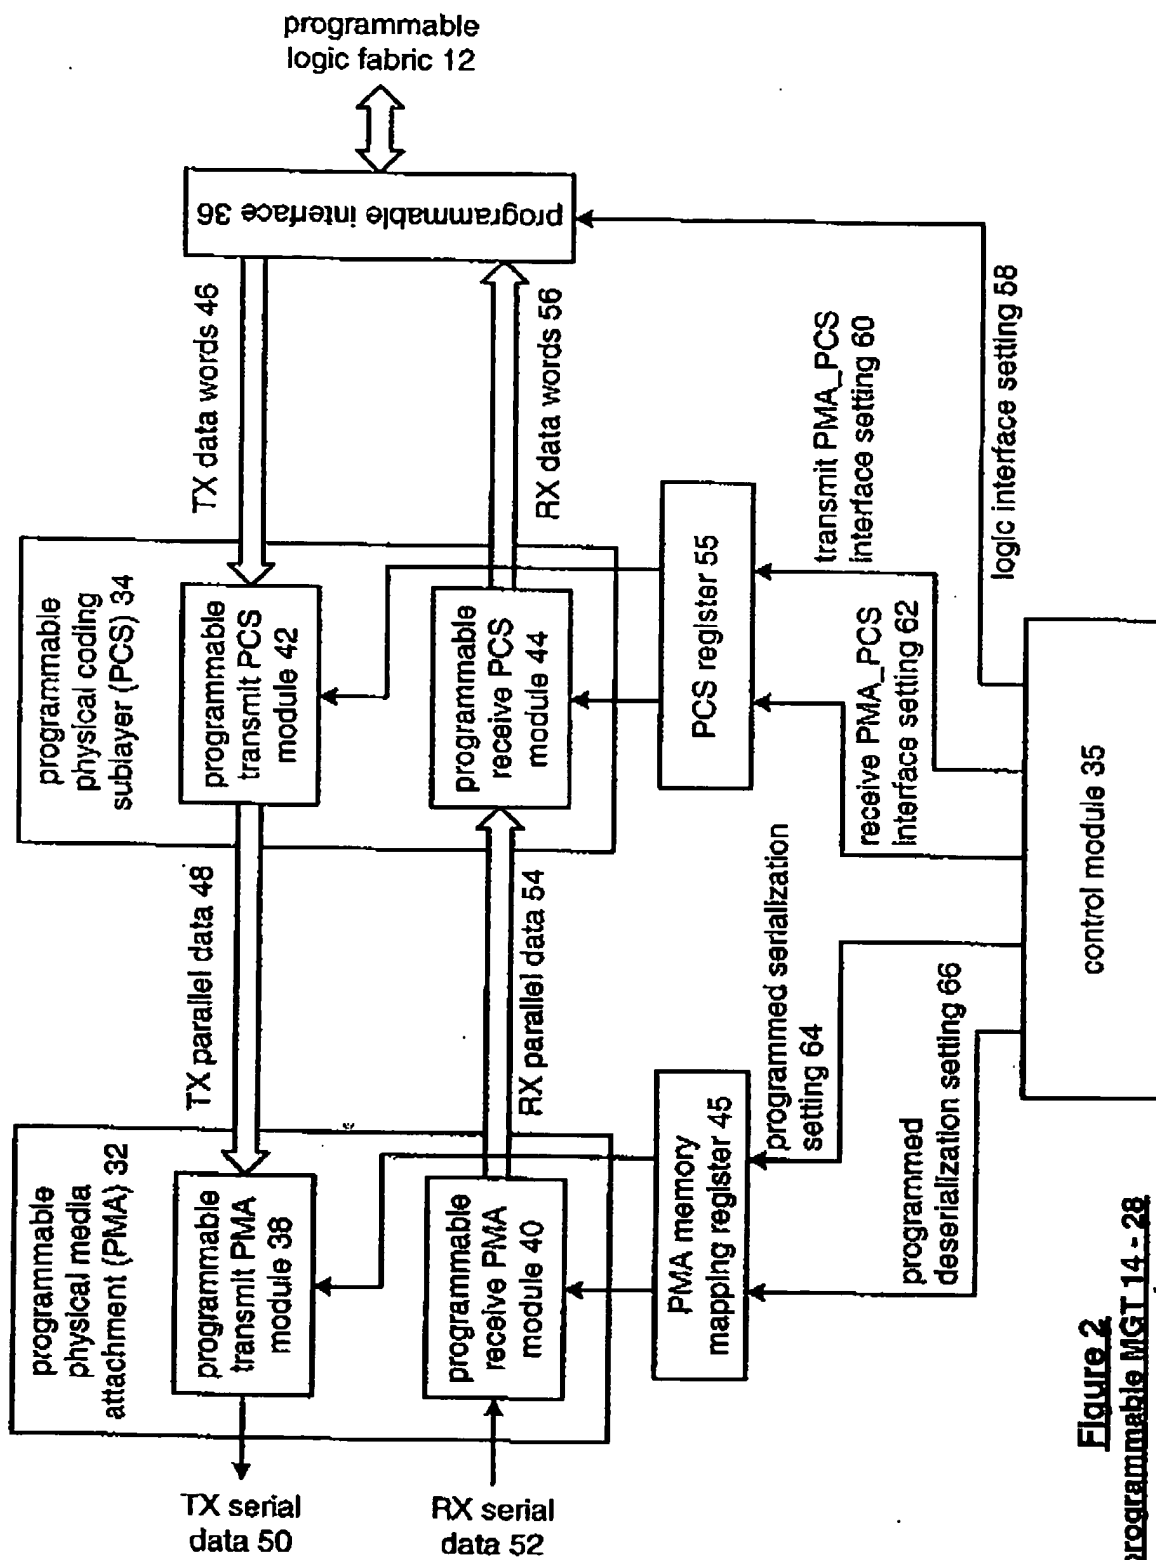 programmable
logic fabric 12
programmable interface 36
TX data words 46
RX data words 56
programmable
physical coding
sublayer (PCS) 34
programmable
transmit PCS
module 42
programmable
receive PCS
module 44
PCS register 55
transmit PMA_PCS
interface setting 60
receive PMA_PCS
interface setting 62
logic interface setting 58
TX parallel data 48
RX parallel data 54
programmable
physical media
attachment (PMA) 32
programmable
transmit PMA
module 38
programmable
receive PMA
module 40
PMA memory
mapping register 45
programmed serialization
setting 64
programmed
deserialization setting 66
control module 35
TX serial
data 50
RX serial
data 52
Figure 2
programmable MGT 14 - 28